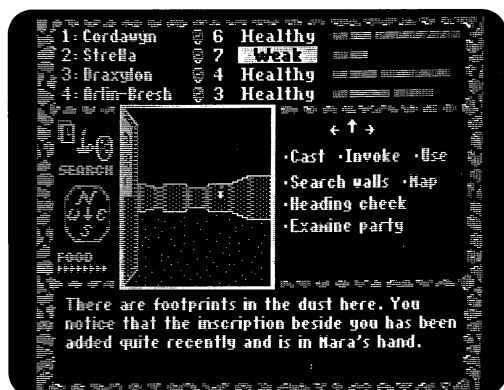 1: Cordawyn 6 Healthy
2: Strella 7 Weak
3: Draxylon 4 Healthy
4: Arlin-Bresh 3 Healthy
← ↑ →
·Cast ·Invoke ·Use
·Search walls ·Map
·Heading check
·Examine party
SEARCH
N
W E
S
FOOD
There are footprints in the dust here. You
notice that the inscription beside you has been
added quite recently and is in Mara's hand.